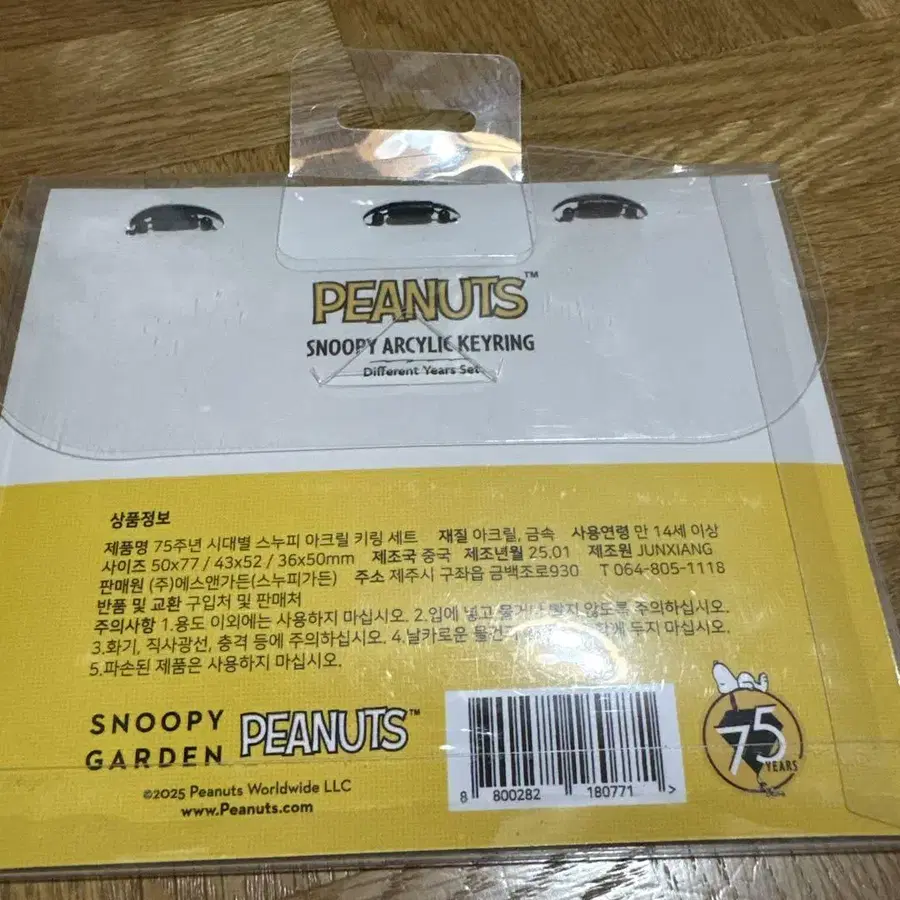 PEANUTS™
SNOOPY ARCYLIC KEYRING
Different Years Set
상품정보
제품명 75주년 시대별 스누피 아크릴 키링 세트 재질 아크릴, 금속 사용연령 만 14세 이상
사이즈 50x77 / 43x52 / 36x50mm 제조국 중국 제조년월 25.01 제조원 JUNXIANG
판매원 (주)에스앤가든(스누피가든) 주소 제주시 구좌읍 금백조로930 T 064-805-1118
반품 및 교환 구입처 및 판매처
주의사항 1.용도 이외에는 사용하지 마십시오. 2.입에 넣고 물거나 않도록 주의하십시오.
3.화기, 직사광선, 충격 등에 주의하십시오. 4.날카로운 두지 마십시오.
5.파손된 제품은 사용하지 마십시오.
SNOOPY
GARDEN
PEANUTS™
©2025 Peanuts Worldwide LLC
www.Peanuts.com
8 800282 180771 >
75
YEARS